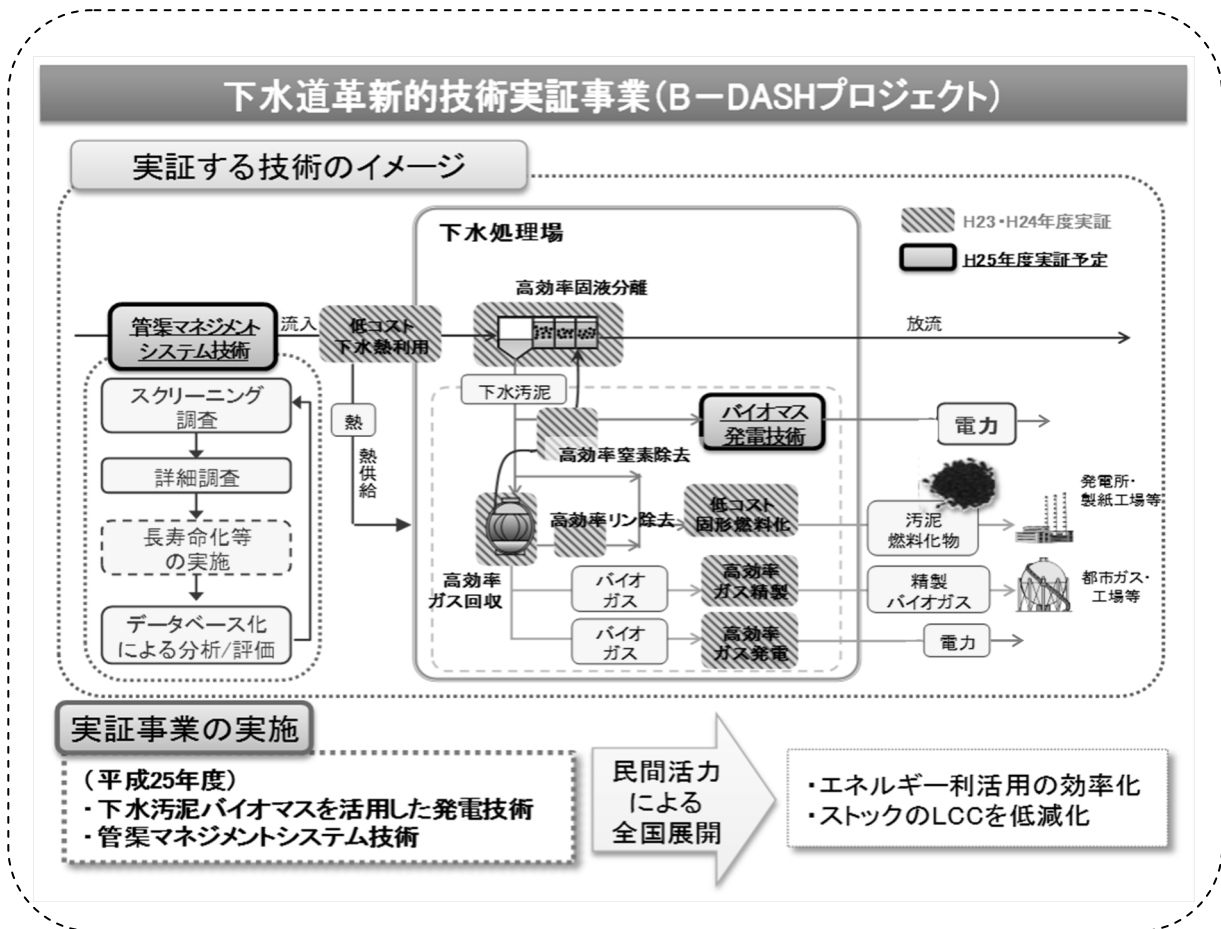 下水道革新的技術実証事業(B-DASHプロジェクト)
実証する技術のイメージ
下水処理場
H23・H24年度実証
H25年度実証予定
高効率固液分離
管渠マネジメント
システム技術
流入
低コスト
下水熱利用
放流
スクリーニング
調査
詳細調査
長寿命化等
の実施
データベース化
による分析/評価
熱
熱供給
下水汚泥
高効率窒素除去
バイオマス
発電技術
電力
高効率リン除去
低コスト
固形燃料化
汚泥
燃料化物
発電所・
製紙工場等
高効率
ガス回収
バイオ
ガス
高効率
ガス精製
精製
バイオガス
都市ガス・
工場等
バイオ
ガス
高効率
ガス発電
電力
実証事業の実施
(平成25年度)
・下水汚泥バイオマスを活用した発電技術
・管渠マネジメントシステム技術
民間活力
による
全国展開
・エネルギー利活用の効率化
・ストックのLCCを低減化